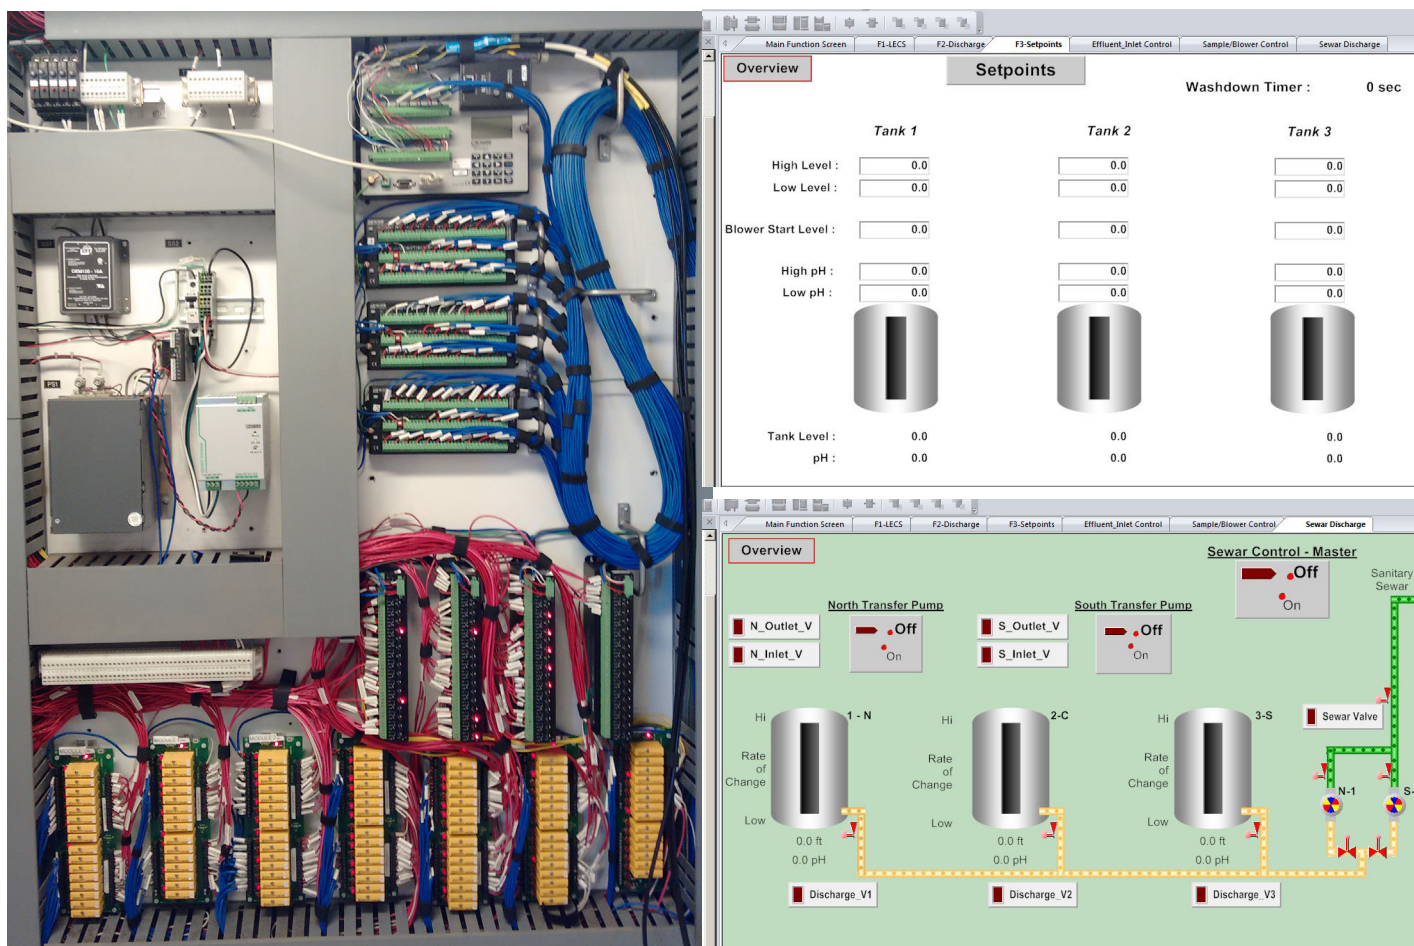 PS1
Main Function Screen F1-LECS F2-Discharge F3-Setpoints Effluent_Inlet Control Sample/Blower Control Sewar Discharge
Overview
Setpoints
Washdown Timer : 0 sec
Tank 1 Tank 2 Tank 3
High Level : 0.0 0.0 0.0
Low Level : 0.0 0.0 0.0
Blower Start Level : 0.0 0.0 0.0
High pH : 0.0 0.0 0.0
Low pH : 0.0 0.0 0.0
Tank Level : 0.0 0.0 0.0
pH : 0.0 0.0 0.0
Main Function Screen F1-LECS F2-Discharge F3-Setpoints Effluent_Inlet Control Sample/Blower Control Sewar Discharge
Overview
Sewar Control - Master
Off
On
Sanitary
Sewar
North Transfer Pump
N_Outlet_V
N_Inlet_V
Off
On
South Transfer Pump
S_Outlet_V
S_Inlet_V
Off
On
1 - N
Hi
Rate
of
Change
Low
0.0 ft
0.0 pH
Discharge_V1
2-C
Hi
Rate
of
Change
Low
0.0 ft
0.0 pH
Discharge_V2
3-S
Hi
Rate
of
Change
Low
0.0 ft
0.0 pH
Discharge_V3
Sewar Valve
N-1
S-